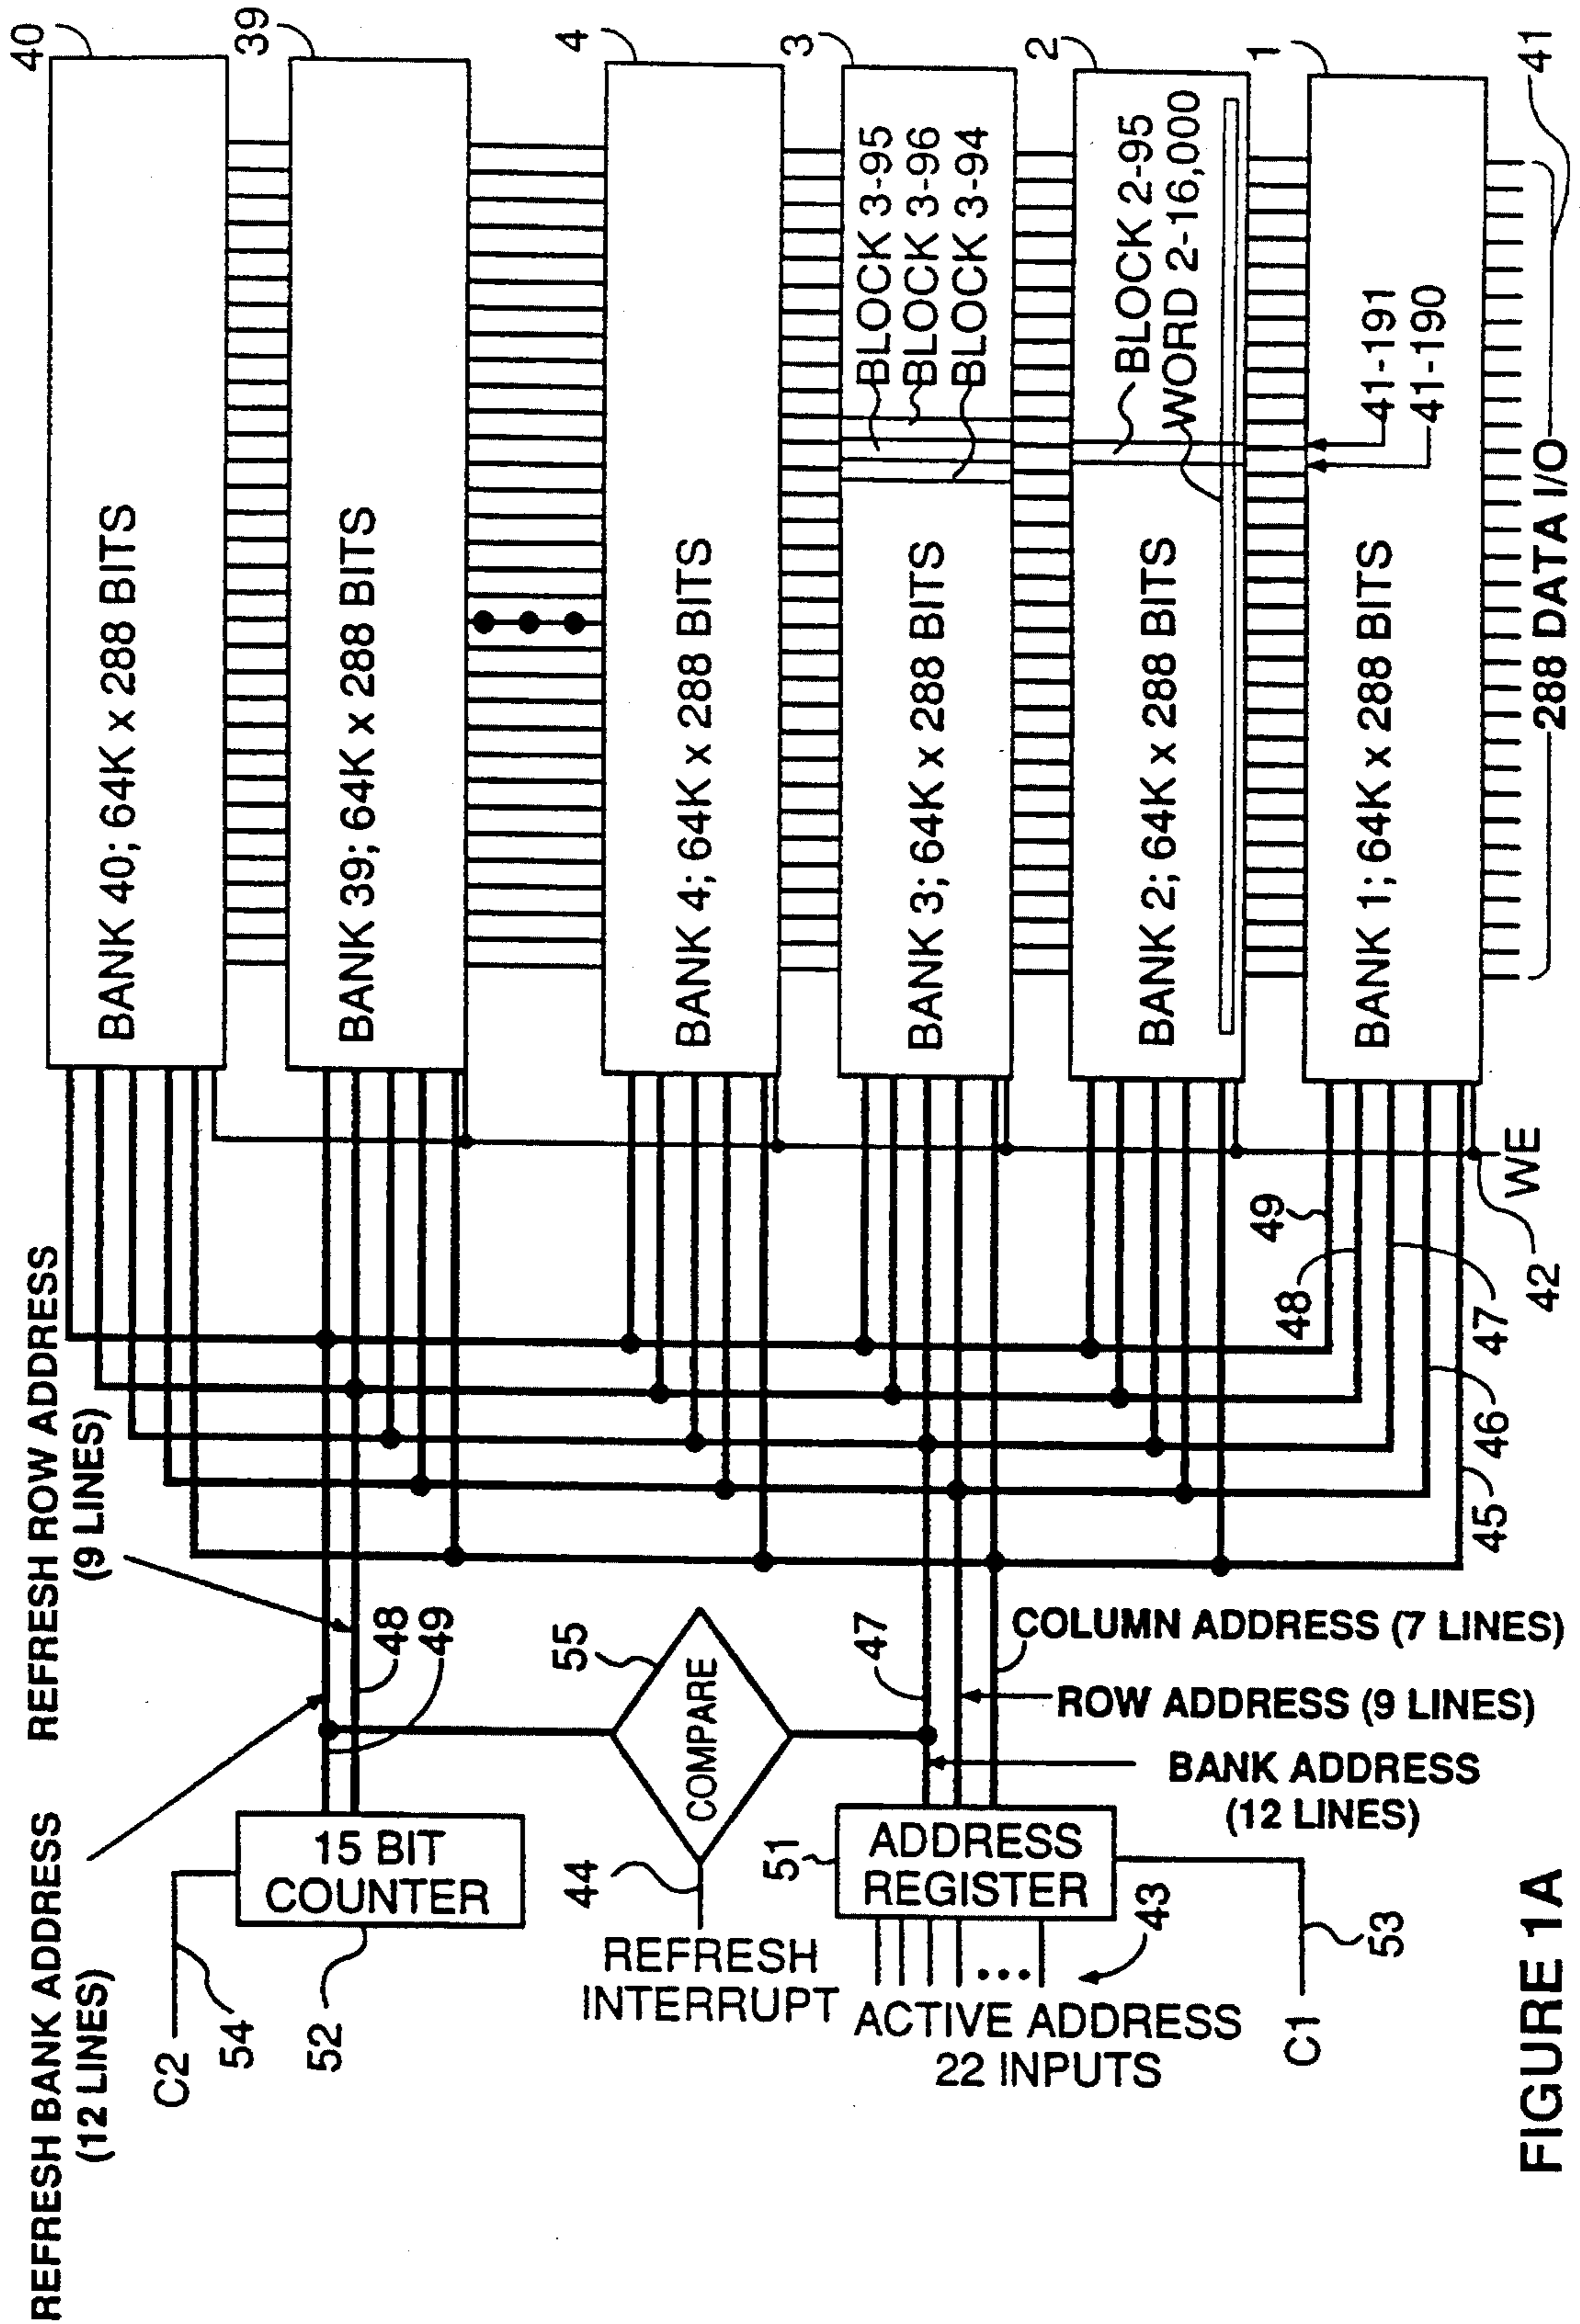 REFRESH BANK ADDRESS
(12 LINES)
REFRESH ROW ADDRESS
(9 LINES)
C2
54
52
15 BIT
COUNTER
48
49
40
BANK 40; 64K x 288 BITS
39
BANK 39; 64K x 288 BITS
55
COMPARE
44
REFRESH
INTERRUPT
4
BANK 4; 64K x 288 BITS
51
ADDRESS
REGISTER
47
3
BLOCK 3-95
BLOCK 3-96
BLOCK 3-94
BANK 3; 64K x 288 BITS
43
ACTIVE ADDRESS
22 INPUTS
COLUMN ADDRESS (7 LINES)
ROW ADDRESS (9 LINES)
BANK ADDRESS
(12 LINES)
2
BLOCK 2-95
WORD 2-16,000
BANK 2; 64K x 288 BITS
C1
53
1
BANK 1; 64K x 288 BITS
41-191
41-190
49
48
47
46
45
WE
42
288 DATA I/O
41
FIGURE 1A